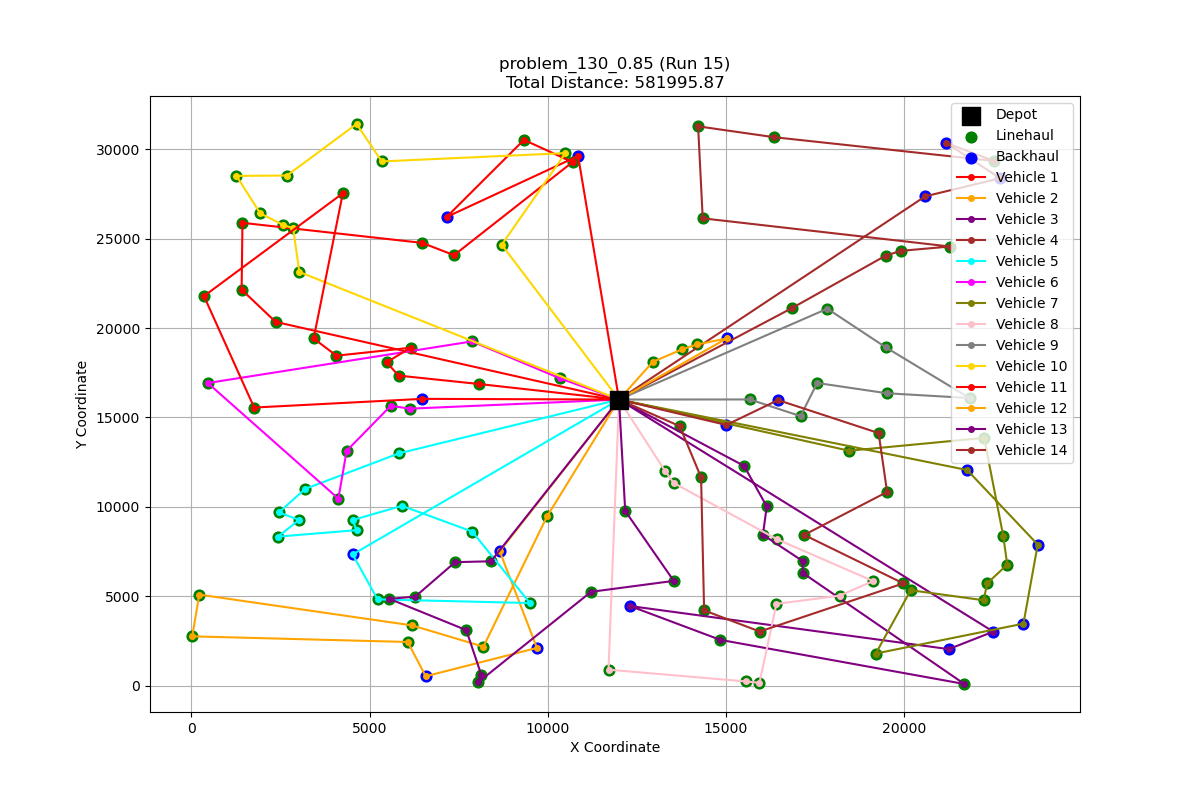 problem_130_0.85 (Run 15)
Total Distance: 581995.87
Depot
Linehaul
Backhaul
Vehicle 1
Vehicle 2
Vehicle 3
Vehicle 4
Vehicle 5
Vehicle 6
Vehicle 7
Vehicle 8
Vehicle 9
Vehicle 10
Vehicle 11
Vehicle 12
Vehicle 13
Vehicle 14
30000
25000
20000
15000
10000
5000
0
Y Coordinate
0 5000 10000 15000 20000
X Coordinate